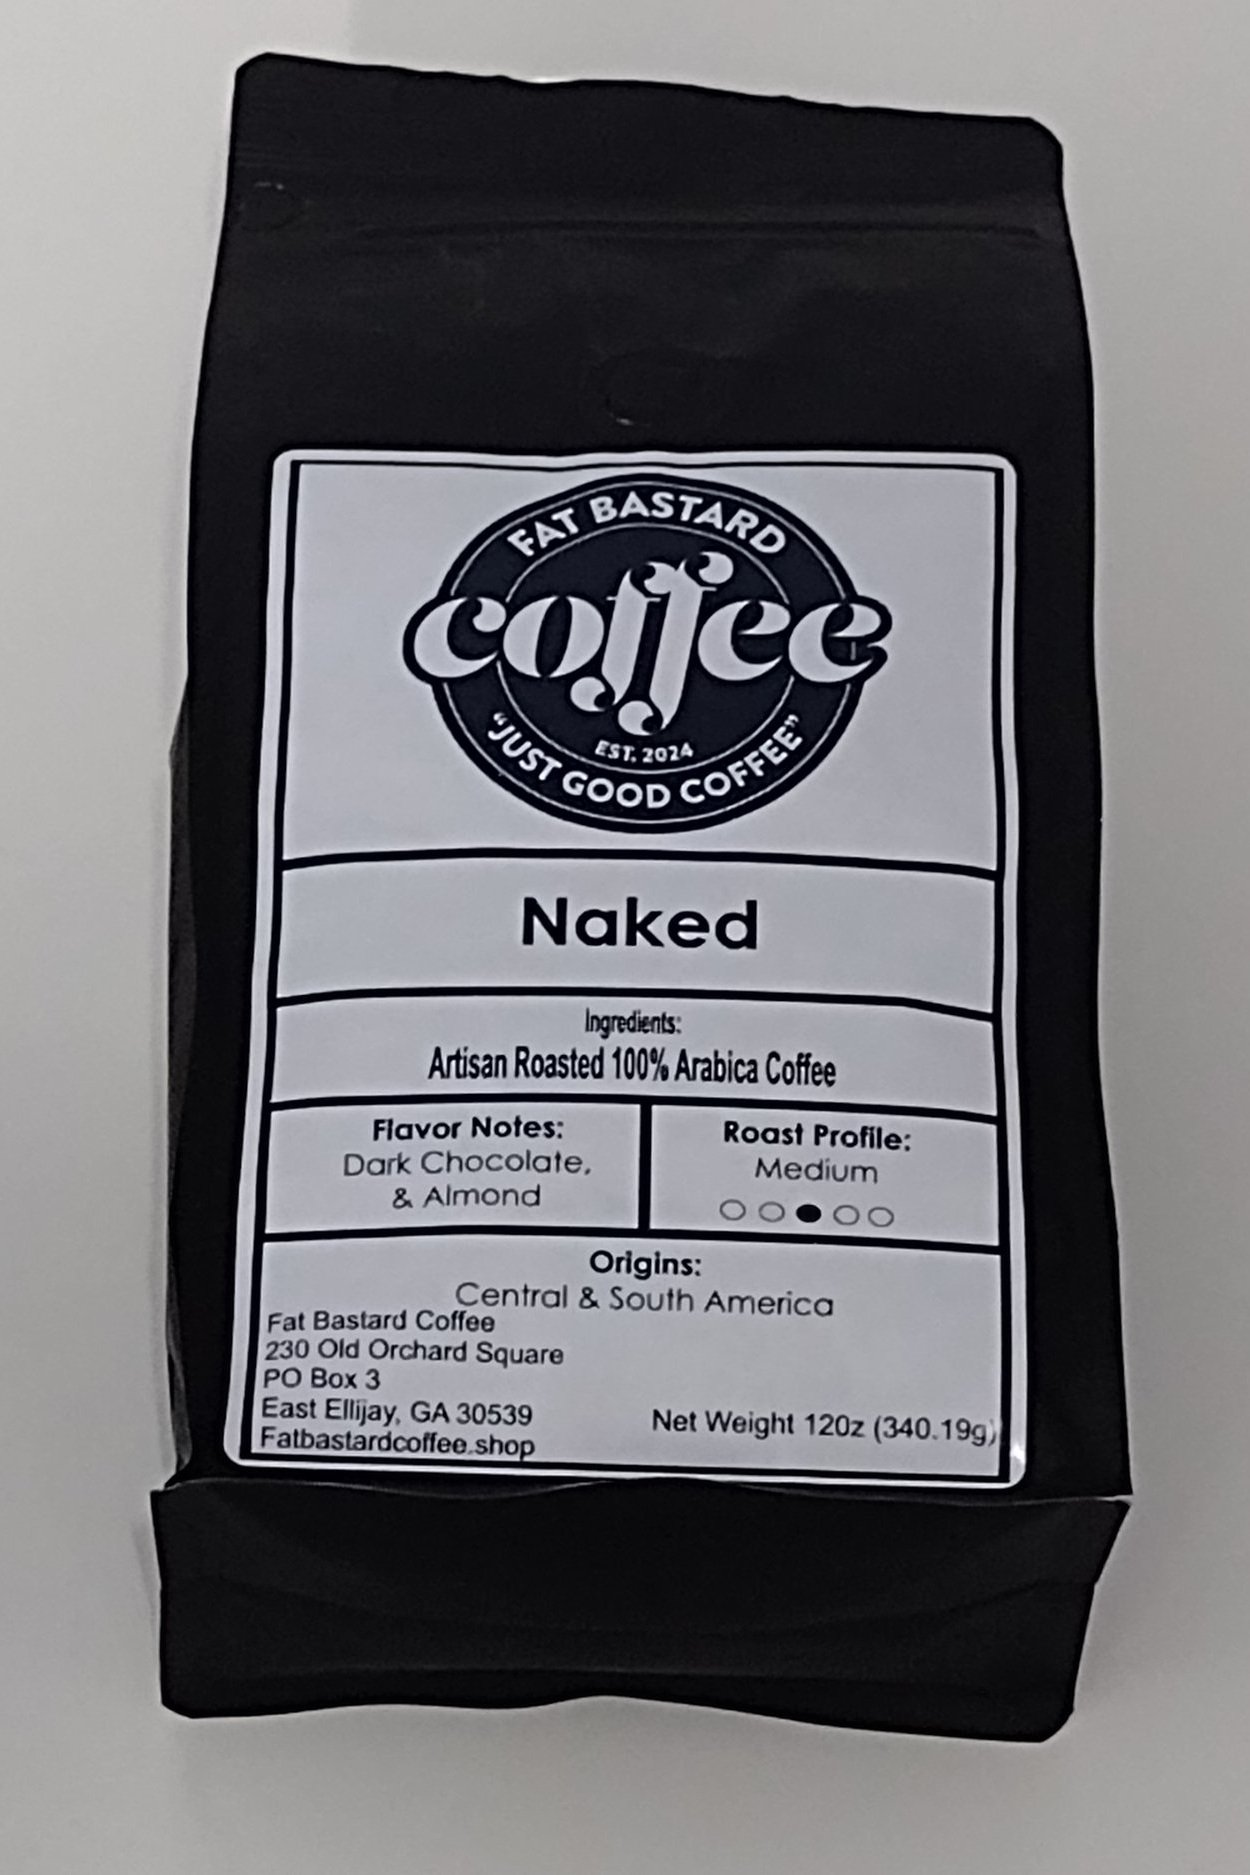 FAT BASTARD
coffee
EST. 2024
"JUST GOOD COFFEE"
Naked
Ingredients:
Artisan Roasted 100% Arabica Coffee
Flavor Notes:
Dark Chocolate,
& Almond
Roast Profile:
Medium
Origins:
Central & South America
Fat Bastard Coffee
230 Old Orchard Square
PO Box 3
East Ellijay, GA 30539
Fatbastardcoffee.shop
Net Weight 12oz (340.19g)